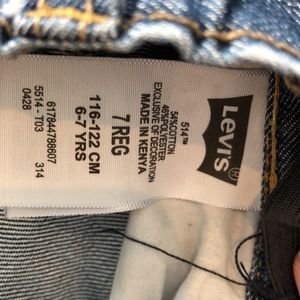 LEVI'S ®
514™
54%COTTON
46%POLYESTER
EXCLUSIVE OF DECORATION
MADE IN KENYA
7 REG
116-122 CM
6-7 YRS
617844788607
5514 - T03 314
0428